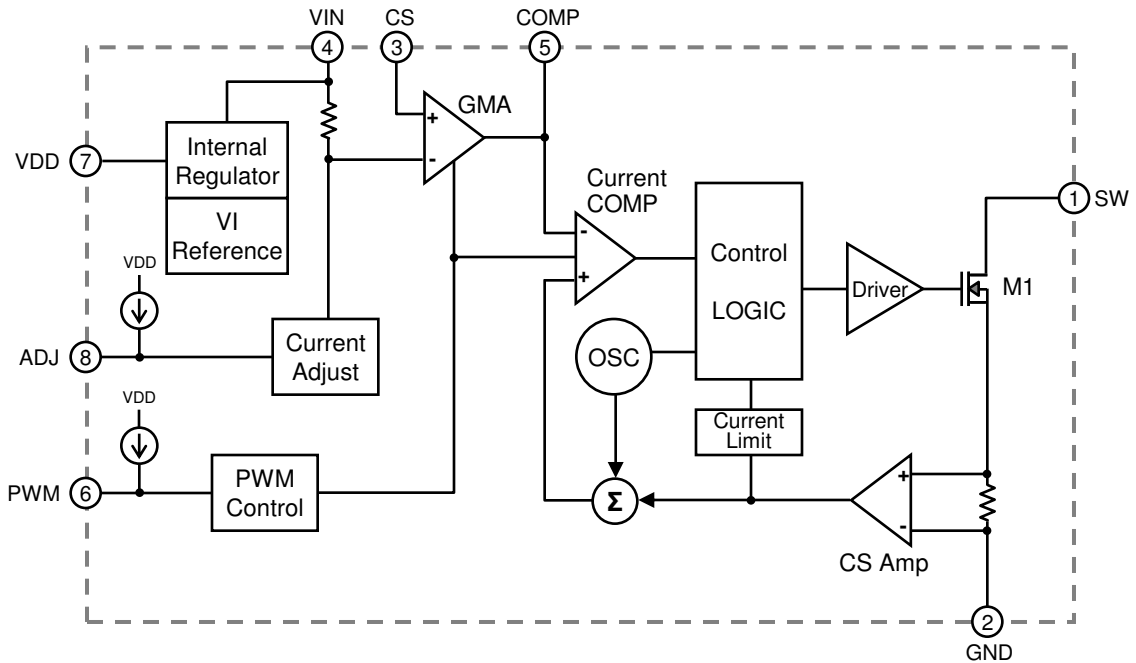 VIN
CS
COMP
4
3
5
GMA
+
-
VDD
7
Internal
Regulator
VI
Reference
Current
COMP
-
+
Control
LOGIC
1
SW
Driver
M1
VDD
ADJ
8
Current
Adjust
OSC
VDD
Current
Limit
PWM
6
PWM
Control
Σ
+
-
CS Amp
2
GND